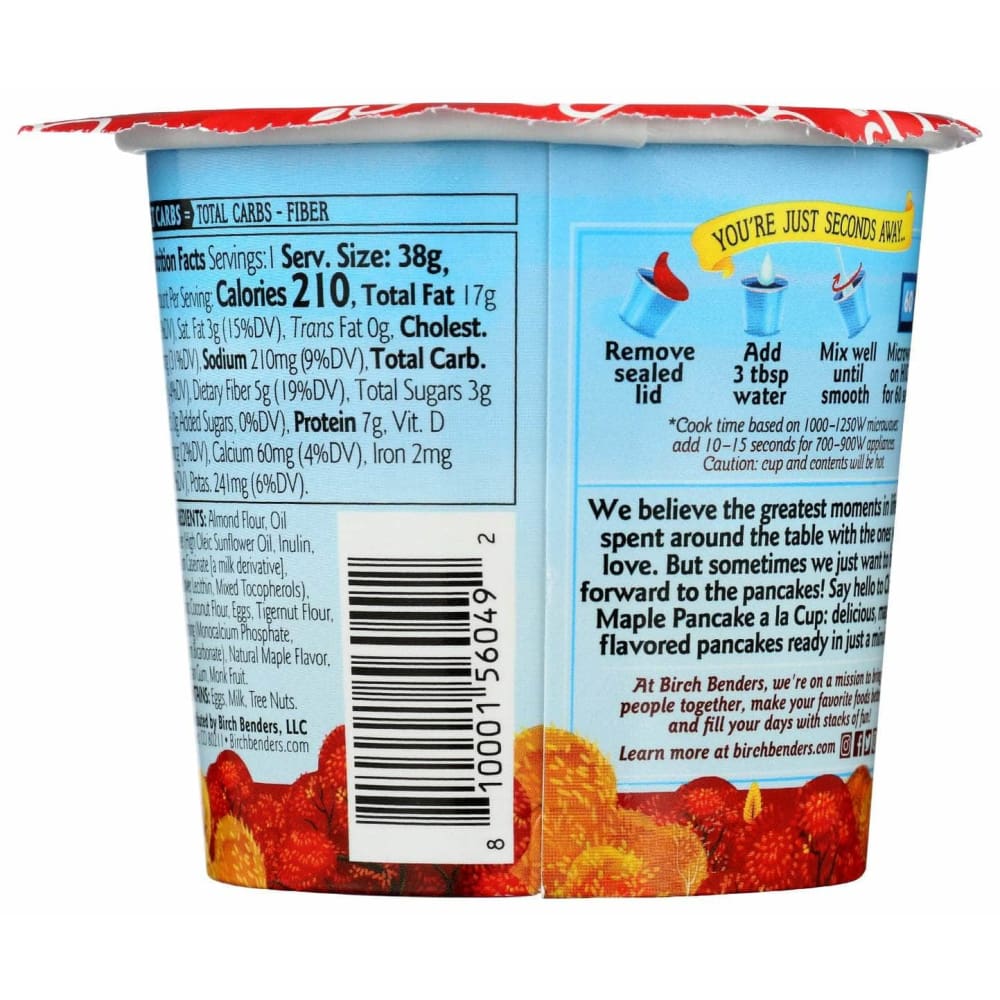 CARBS = TOTAL CARBS - FIBER
Facts Servings: 1 Serv. Size: 38g,
Per Serving: Calories 210, Total Fat 17g
Sat. Fat 3g (15%DV), Trans Fat 0g, Cholest.
Sodium 210mg (9%DV), Total Carb.
Dietary Fiber 5g (19%DV), Total Sugars 3g
Added Sugars, 0%DV), Protein 7g, Vit. D
(2%DV), Calcium 60mg (4%DV), Iron 2mg
Potas. 241mg (6%DV).
Almond Flour, Oil
High Oleic Sunflower Oil, Inulin,
[a milk derivative],
Lecithin, Mixed Tocopherols),
Coconut Flour, Eggs, Tigernut Flour,
Monocalcium Phosphate,
Natural Maple Flavor,
Gum, Monk Fruit.
Eggs, Milk, Tree Nuts.
by Birch Benders, LLC
80211 • Birchbenders.com
8 10001 56049 2
YOU'RE JUST SECONDS AWAY...
Remove sealed lid
Add 3 tbsp water
Mix well until smooth
for 60
*Cook time based on 1000–1250W microwave
add 10–15 seconds for 700–900W appliances
Caution: cup and contents will be hot
We believe the greatest moments in
spent around the table with the
love. But sometimes we just want
forward to the pancakes! Say hello to
Maple Pancake a la Cup: delicious,
flavored pancakes ready in just a
At Birch Benders, we're on a mission to
people together, make your favorite foods
and fill your days with stacks of fun!
Learn more at birchbenders.com